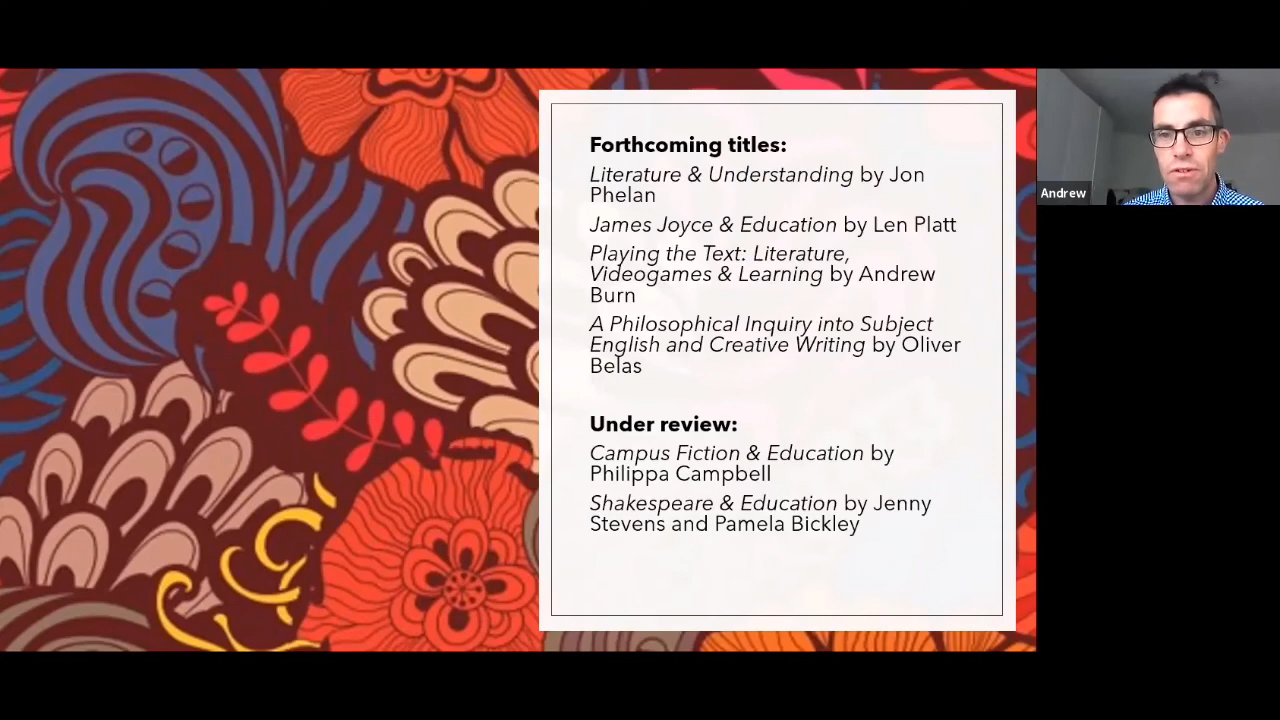 Forthcoming titles:
Literature & Understanding by Jon
Phelan
James Joyce & Education by Len Platt
Playing the Text: Literature,
Videogames & Learning by Andrew
Burn
A Philosophical Inquiry into Subject
English and Creative Writing by Oliver
Belas
Under review:
Campus Fiction & Education by
Philippa Campbell
Shakespeare & Education by Jenny
Stevens and Pamela Bickley
Andrew